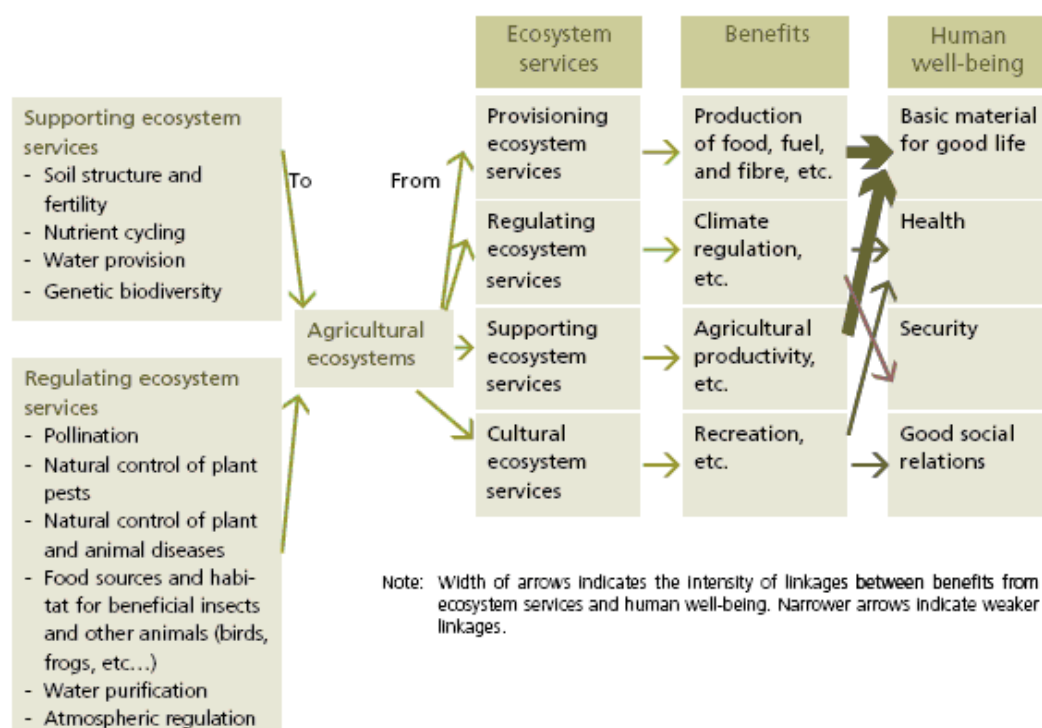 Ecosystem
services
Benefits
Human
well-being
Supporting ecosystem
services
- Soil structure and
fertility
- Nutrient cycling
- Water provision
- Genetic biodiversity
To
From
Regulating ecosystem
services
- Pollination
- Natural control of plant
pests
- Natural control of plant
and animal diseases
- Food sources and habi-
tat for beneficial insects
and other animals (birds,
frogs, etc...)
- Water purification
- Atmospheric regulation
Agricultural
ecosystems
Provisioning
ecosystem
services
Production
of food, fuel,
and fibre, etc.
Basic material
for good life
Regulating
ecosystem
services
Climate
regulation,
etc.
Health
Supporting
ecosystem
services
Agricultural
productivity,
etc.
Security
Cultural
ecosystem
services
Recreation,
etc.
Good social
relations
Note: Width of arrows indicates the intensity of linkages between benefits from
ecosystem services and human well-being. Narrower arrows indicate weaker
linkages.